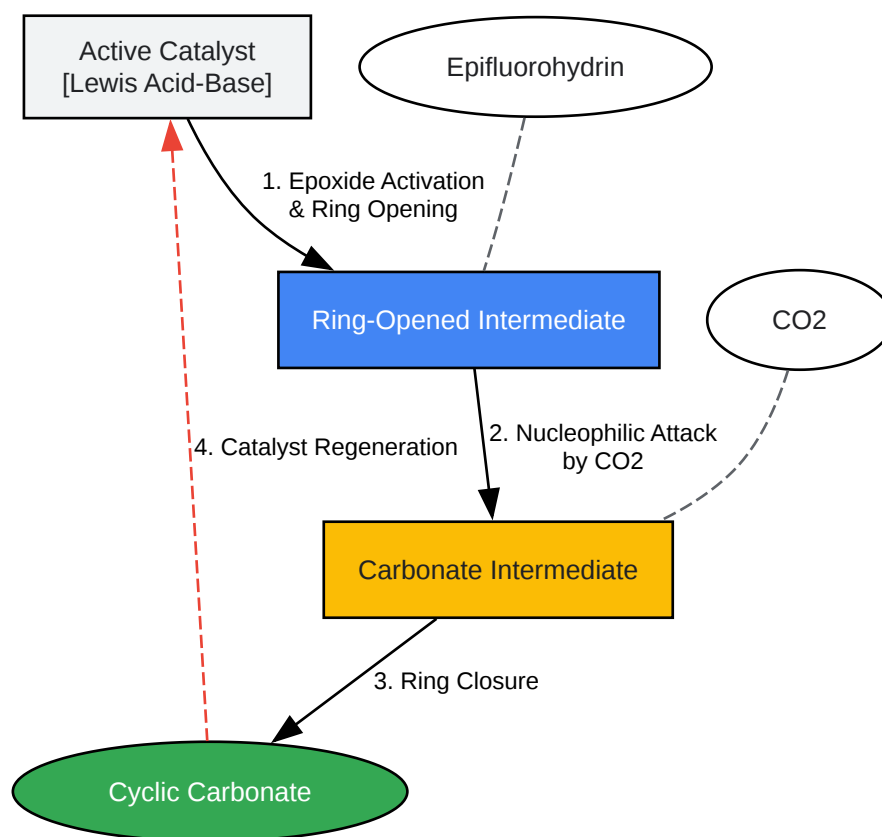 Active Catalyst
[Lewis Acid-Base]
Epifluorohydrin
1. Epoxide Activation
& Ring Opening
Ring-Opened Intermediate
CO2
4. Catalyst Regeneration
2. Nucleophilic Attack
by CO2
Carbonate Intermediate
3. Ring Closure
Cyclic Carbonate